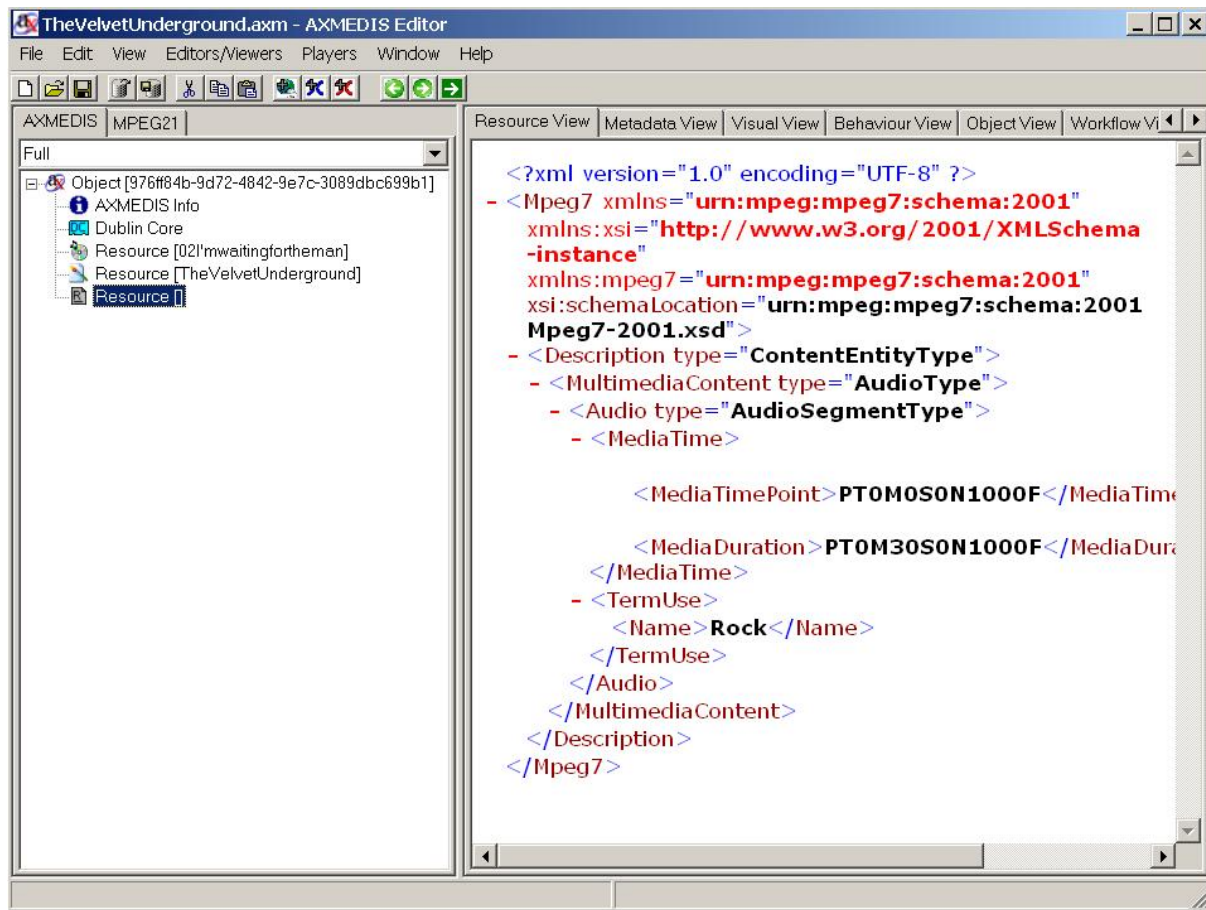 TheVelvetUnderground.axm - AXMEDIS Editor
File Edit View Editors/Viewers Players Window Help
AXMEDIS MPEG21
Full
Object [976ff84b-9d72-4842-9e7c-3089dbc699b1]
AXMEDIS Info
Dublin Core
Resource [02I'mwaitingfortheman]
Resource [TheVelvetUnderground]
Resource []
Resource View Metadata View Visual View Behaviour View Object View Workflow Vi
<?xml version="1.0" encoding="UTF-8" ?>
- <Mpeg7 xmlns="urn:mpeg:mpeg7:schema:2001"
xmlns:xsi="http://www.w3.org/2001/XMLSchema
-instance"
xmlns:mpeg7="urn:mpeg:mpeg7:schema:2001"
xsi:schemaLocation="urn:mpeg:mpeg7:schema:2001
Mpeg7-2001.xsd">
- <Description type="ContentEntityType">
- <MultimediaContent type="AudioType">
- <Audio type="AudioSegmentType">
- <MediaTime>
<MediaTimePoint>PT0M0S0N1000F</MediaTime
<MediaDuration>PT0M30S0N1000F</MediaDura
</MediaTime>
- <TermUse>
<Name>Rock</Name>
</TermUse>
</Audio>
</MultimediaContent>
</Description>
</Mpeg7>